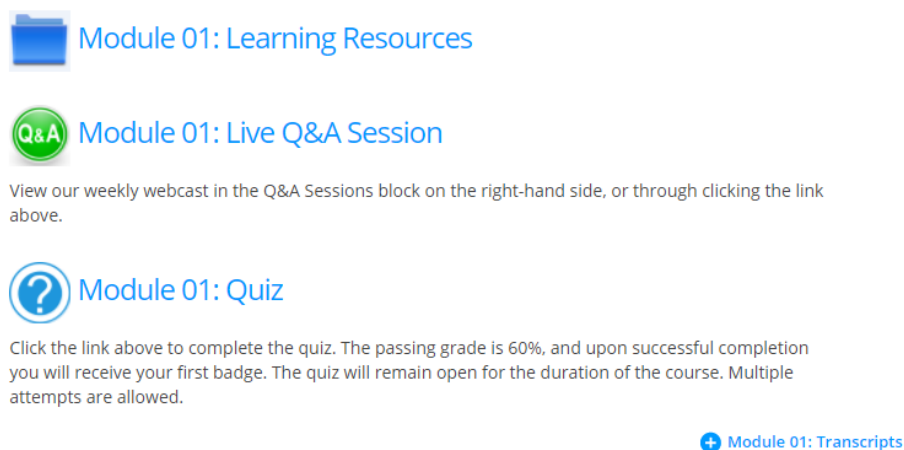 Module 01: Learning Resources
Q&A
Module 01: Live Q&A Session
View our weekly webcast in the Q&A Sessions block on the right-hand side, or through clicking the link
above.
?
Module 01: Quiz
Click the link above to complete the quiz. The passing grade is 60%, and upon successful completion
you will receive your first badge. The quiz will remain open for the duration of the course. Multiple
attempts are allowed.
Module 01: Transcripts